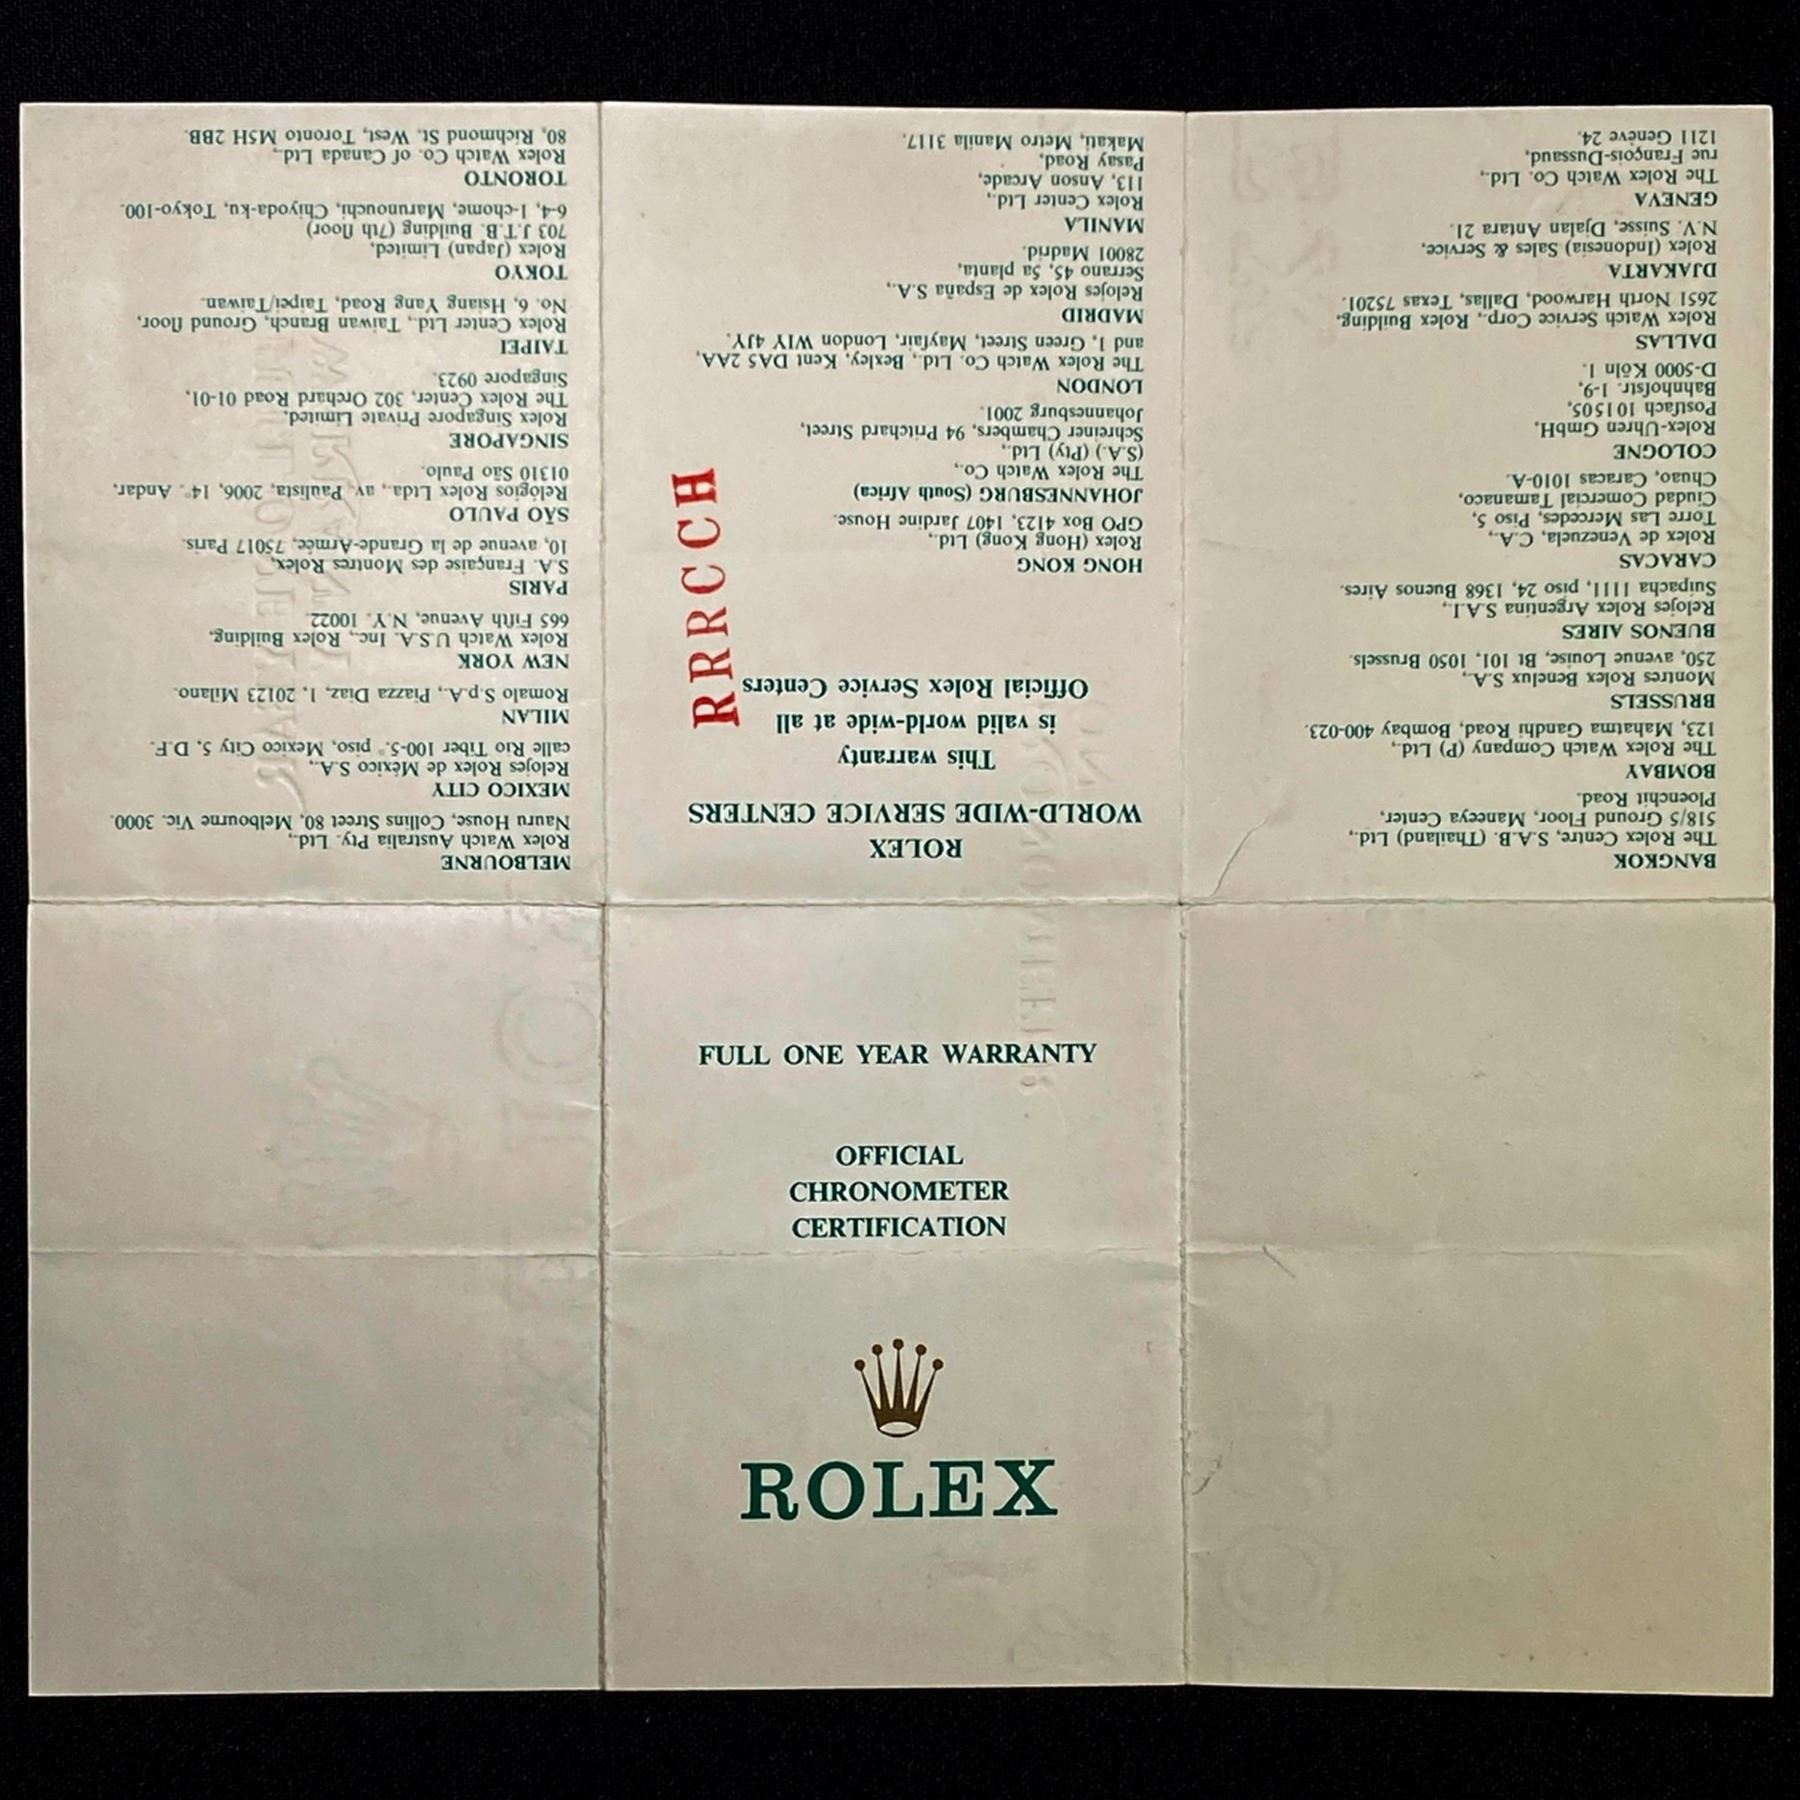 FULL ONE YEAR WARRANTY
OFFICIAL
CHRONOMETER
CERTIFICATION
ROLEX
ROLEX
WORLD-WIDE SERVICE CENTERS
This warranty
is valid world-wide at all
Official Rolex Service Centers
RRRCCH
BANGKOK
The Rolex Centre, S.A.B. (Thailand) Ltd.,
518/5 Ground Floor, Maneeya Center,
Ploenchit Road.
BOMBAY
The Rolex Watch Company (P) Ltd.,
123, Mahatma Gandhi Road, Bombay 400-023.
BRUSSELS
Montres Rolex Benelux S.A.,
250, avenue Louise, Bt 101, 1050 Brussels.
BUENOS AIRES
Relojes Rolex Argentina S.A.I.,
Suipacha 1111, piso 24, 1368 Buenos Aires.
CARACAS
Rolex de Venezuela, C.A.,
Torre Las Mercedes, Piso 5,
Ciudad Comercial Tamanaco,
Chuao, Caracas 1010-A.
COLOGNE
Rolex-Uhren GmbH,
Postfach 101505,
Bahnhofstr. 1-9,
D-5000 Köln 1.
DALLAS
Rolex Watch Service Corp., Rolex Building,
2651 North Harwood, Dallas, Texas 75201.
DJAKARTA
Rolex (Indonesia) Sales & Service,
N.V. Suisse, Djalan Antara 21.
GENEVA
The Rolex Watch Co. Ltd.,
rue François-Dussaud,
1211 Genève 24.
HONG KONG
Rolex (Hong Kong) Ltd.,
GPO Box 4123, 1407 Jardine House.
JOHANNESBURG (South Africa)
The Rolex Watch Co.,
(S.A.) (Pty) Ltd.,
Schreiner Chambers, 94 Pritchard Street,
Johannesburg 2001.
LONDON
The Rolex Watch Co. Ltd., Bexley, Kent DA5 2AA,
and 1, Green Street, Mayfair, London W1Y 4JY.
MADRID
Relojes Rolex de España S.A.,
Serrano 45, 5a planta,
28001 Madrid.
MANILA
Rolex Center Ltd.,
113, Anson Arcade,
Pasay Road,
Makati, Metro Manila 3117.
MELBOURNE
Rolex Watch Australia Pty. Ltd.,
Nauru House, Collins Street 80, Melbourne Vic. 3000.
MEXICO CITY
Relojes Rolex de México S.A.,
calle Rio Tiber 100-5.° piso, Mexico City 5, D.F.
MILAN
Romalo S.p.A., Piazza Diaz, 1, 20123 Milano.
NEW YORK
Rolex Watch U.S.A. Inc., Rolex Building,
665 Fifth Avenue, N.Y. 10022.
PARIS
S.A. Française des Montres Rolex,
10, avenue de la Grande-Armée, 75017 Paris.
SÃO PAULO
Relógios Rolex Ltda., av. Paulista, 2006, 14°. Andar,
01310 São Paulo.
SINGAPORE
Rolex Singapore Private Limited,
The Rolex Center, 302 Orchard Road 01-01,
Singapore 0923.
TAIPEI
Rolex Center Ltd., Taiwan Branch, Ground floor,
No. 6, Hsiang Yang Road, Taipei/Taiwan.
TOKYO
Rolex (Japan) Limited,
703 J.T.B. Building (7th floor)
6-4, 1-chome, Marunouchi, Chiyoda-ku, Tokyo-100.
TORONTO
Rolex Watch Co. of Canada Ltd.,
80, Richmond St. West, Toronto M5H 2BB